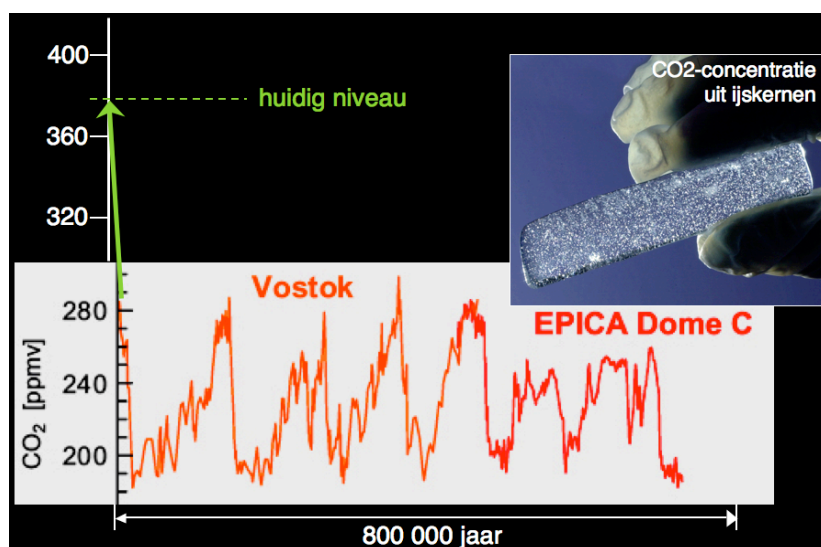 400
360
320
280
240
200
CO₂ [ppmv]
huidig niveau
CO2-concentratie
uit ijskernen
Vostok
EPICA Dome C
800 000 jaar